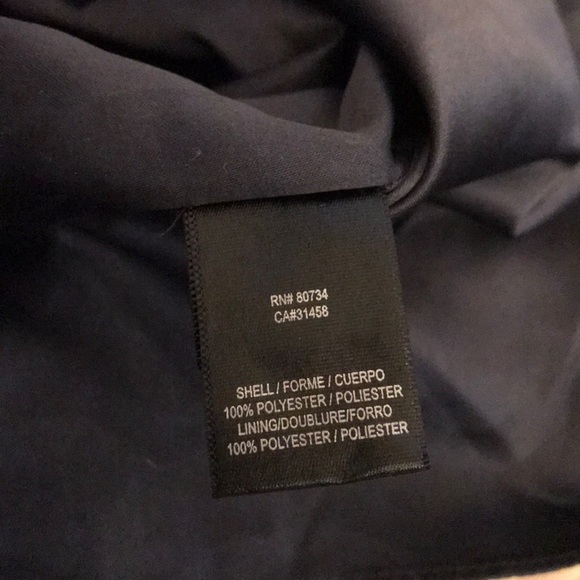 RN# 80734
CA#31458
SHELL / FORME / CUERPO
100% POLYESTER / POLIESTER
LINING/DOUBLURE/FORRO
100% POLYESTER / POLIESTER